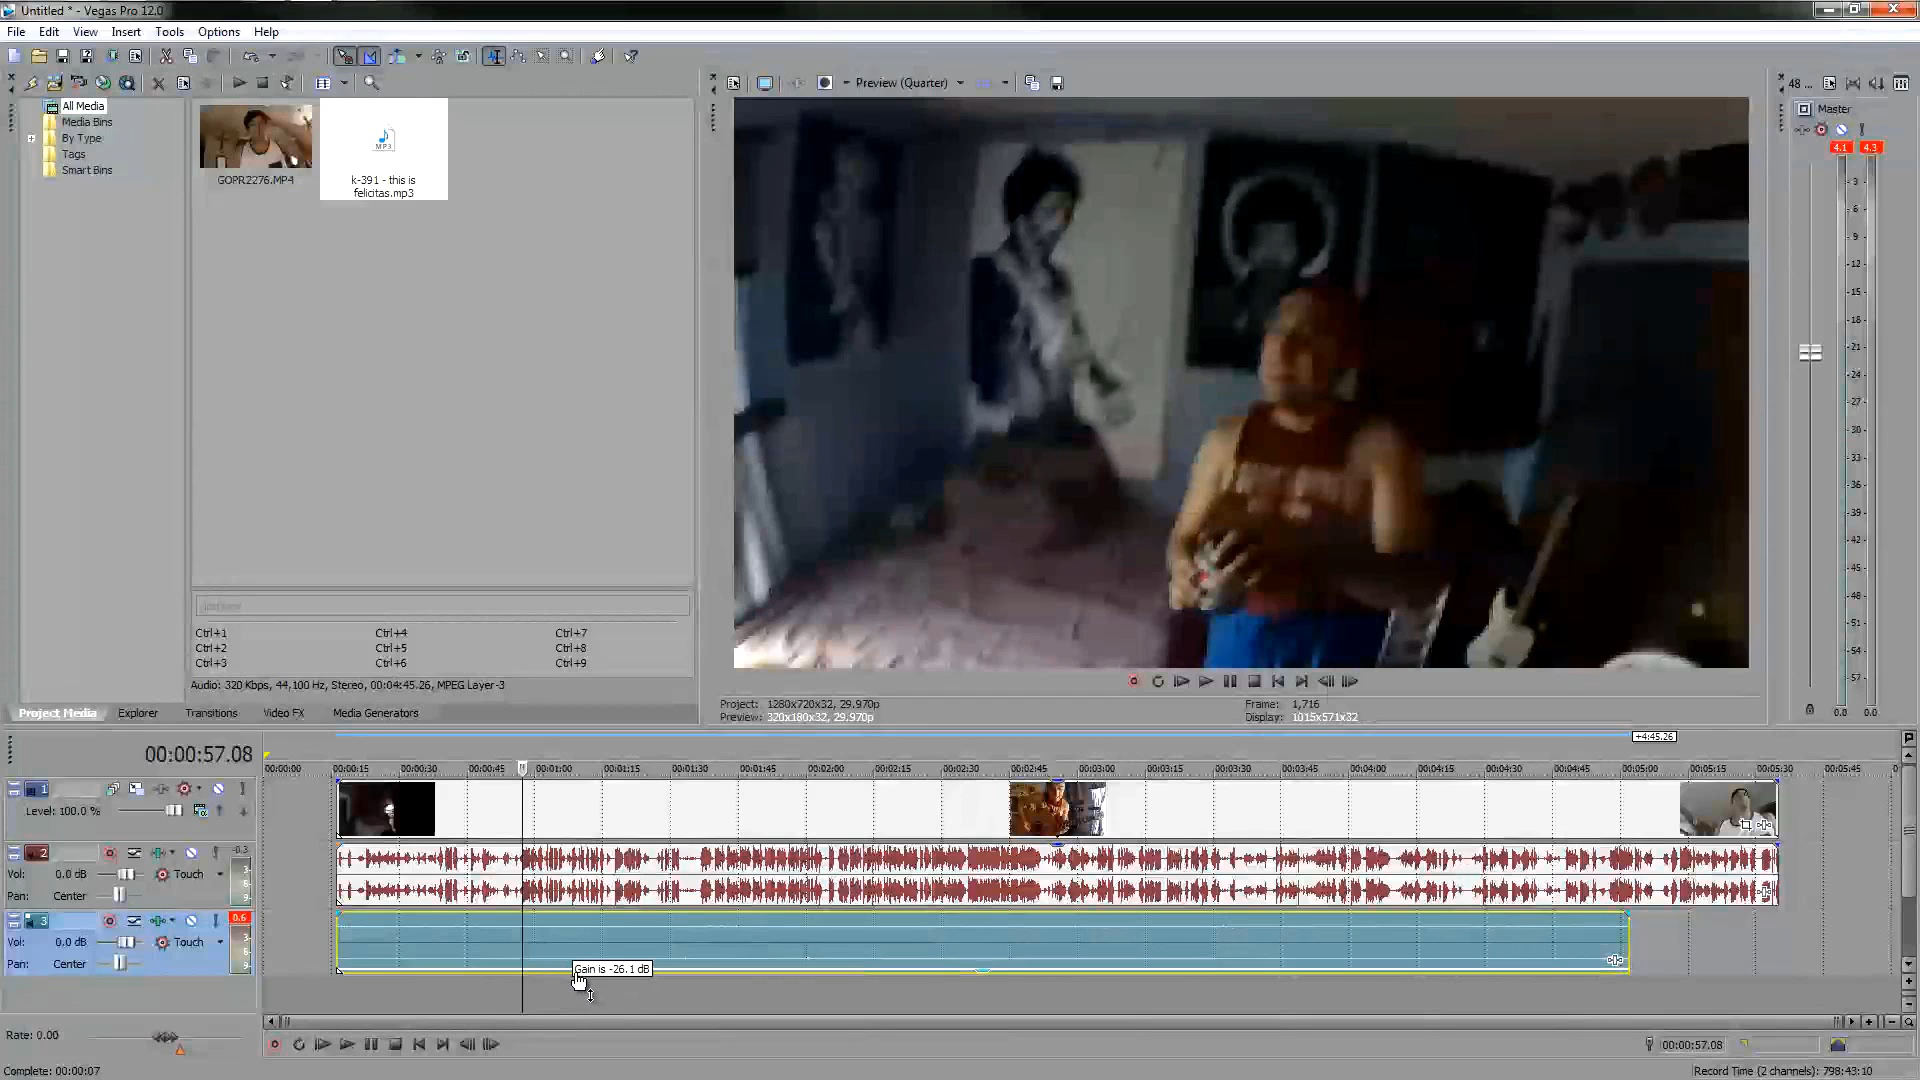 Untitled * - Vegas Pro 12.0
File Edit View Insert Tools Options Help
Preview (Quarter)
48 ...
All Media
Media Bins
By Type
Tags
Smart Bins
MP3
GOPR2276.MP4
k-391 - this is
felicitas.mp3
Master
4.1 4.3
- 3 -
- 6 -
- 9 -
-12-
-15-
-18-
-21-
-24-
-27-
-30-
-33-
-36-
-39-
-42-
-45-
-48-
-51-
-54-
-57-
0.0 0.0
Ctrl+1 Ctrl+4 Ctrl+7
Ctrl+2 Ctrl+5 Ctrl+8
Ctrl+3 Ctrl+6 Ctrl+9
Audio: 320 Kbps, 44,100 Hz, Stereo, 00:04:45.26, MPEG Layer-3
Project Media Explorer Transitions Video FX Media Generators
Project: 1280x720x32, 29.970p
Preview: 320x180x32, 29.970p
Frame: 1,716
Display: 1015x571x32
+4:45.26
00:00:57.08
00:00:00 00:00:15 00:00:30 00:00:45 00:01:00 00:01:15 00:01:30 00:01:45 00:02:00 00:02:15 00:02:30 00:02:45 00:03:00 00:03:15 00:03:30 00:03:45 00:04:00 00:04:15 00:04:30 00:04:45 00:05:00 00:05:15 00:05:30 00:05:45
1
Level: 100.0 %
2 -0.3
Vol: 0.0 dB Touch
Pan: Center
3 0.6
Vol: 0.0 dB Touch
Pan: Center
Gain is -26.1 dB
Rate: 0.00
00:00:57.08
Complete: 00:00:07
Record Time (2 channels): 798:43:10